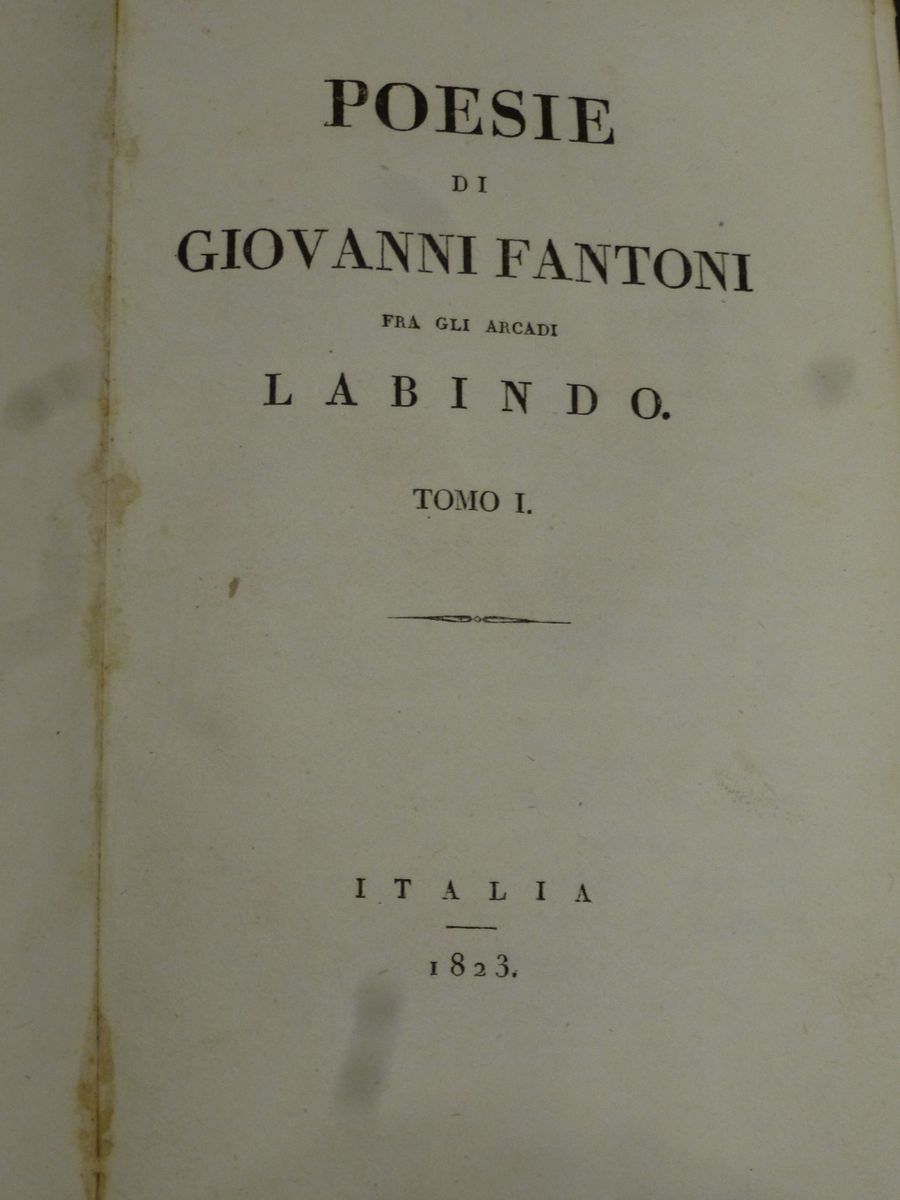 POESIE
DI
GIOVANNI FANTONI
FRA GLI ARCADI
LABINDO.
TOMO I.
ITALIA
1823.